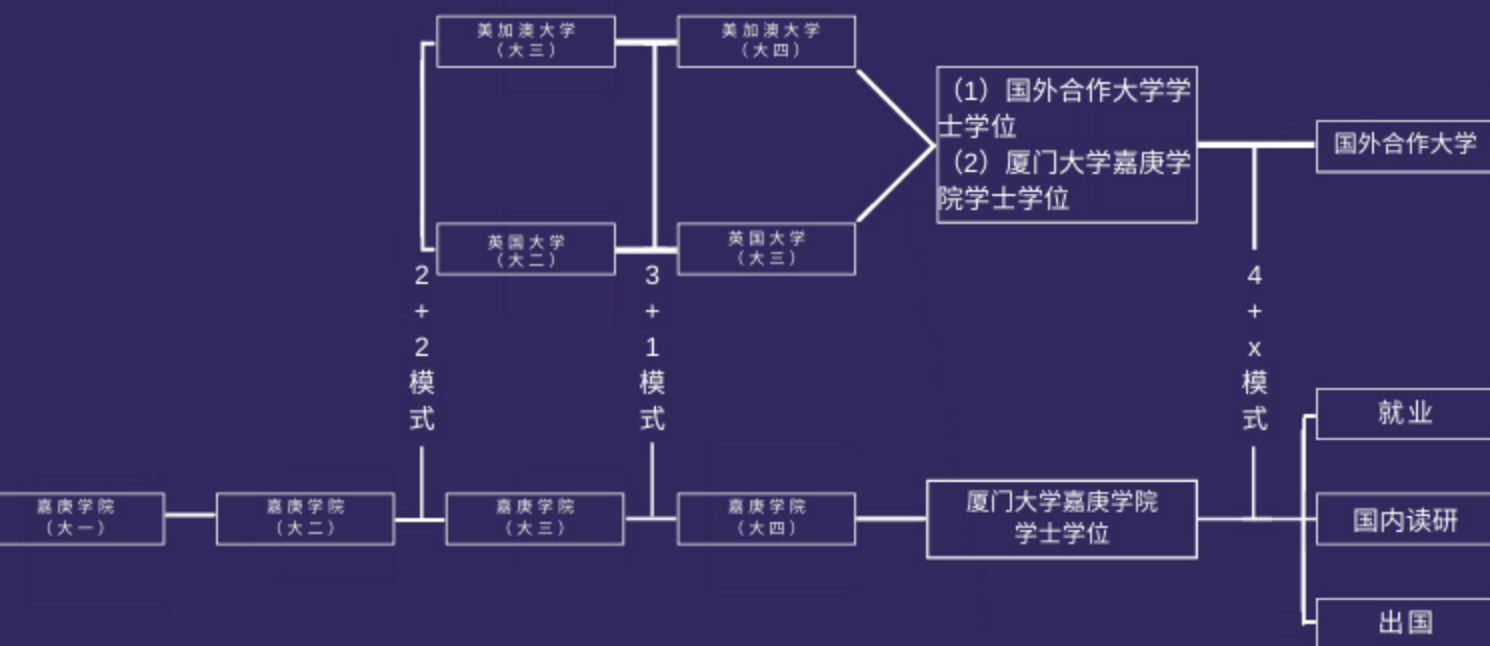 美加澳大学
（大三）
美加澳大学
（大四）
（1）国外合作大学学
士学位
（2）厦门大学嘉庚学
院学士学位
国外合作大学
英国大学
（大二）
英国大学
（大三）
2
+
2
模
式
3
+
1
模
式
4
+
x
模
式
就业
嘉庚学院
（大一）
嘉庚学院
（大二）
嘉庚学院
（大三）
嘉庚学院
（大四）
厦门大学嘉庚学院
学士学位
国内读研
出国